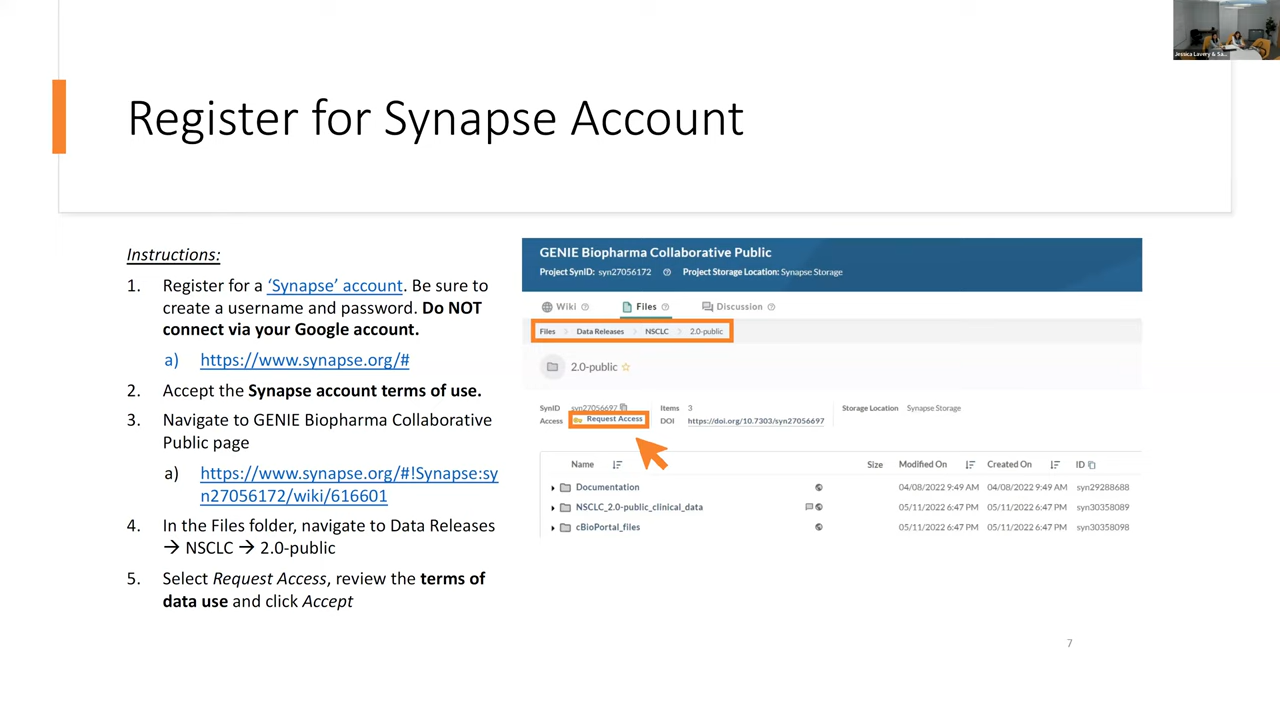 Jessica Lavery & Sa...
Register for Synapse Account
Instructions:
1. Register for a ‘Synapse’ account. Be sure to
create a username and password. Do NOT
connect via your Google account.
a) https://www.synapse.org/#
2. Accept the Synapse account terms of use.
3. Navigate to GENIE Biopharma Collaborative
Public page
a) https://www.synapse.org/#!Synapse:sy
n27056172/wiki/616601
4. In the Files folder, navigate to Data Releases
→ NSCLC → 2.0-public
5. Select Request Access, review the terms of
data use and click Accept
GENIE Biopharma Collaborative Public
Project SynID: syn27056172 Project Storage Location: Synapse Storage
Wiki Files Discussion
Files Data Releases NSCLC 2.0-public
2.0-public
SynID syn27056697 Items 3 Storage Location Synapse Storage
Access Request Access DOI https://doi.org/10.7303/syn27056697
Name Size Modified On Created On ID
Documentation 04/08/2022 9:49 AM 04/08/2022 9:49 AM syn29288688
NSCLC_2.0-public_clinical_data 05/11/2022 6:47 PM 05/11/2022 6:47 PM syn30358089
cBioPortal_files 05/11/2022 6:47 PM 05/11/2022 6:47 PM syn30358098
7